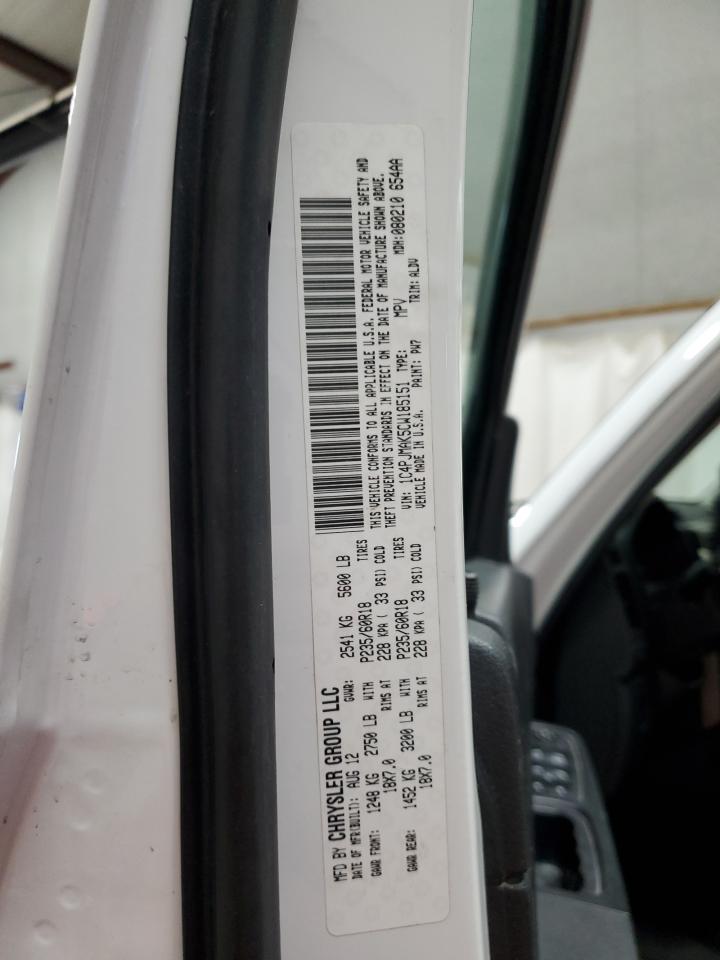 MFD BY CHRYSLER GROUP LLC
DATE OF MFR(BUILT): AUG 12 GVWR: 2541 KG 5600 LB
GAWR FRONT: 1248 KG 2750 LB WITH P235/60R18 TIRES
18X7.0 RIMS AT 228 KPA ( 33 PSI) COLD
GAWR REAR: 1452 KG 3200 LB WITH P235/60R18 TIRES
18X7.0 RIMS AT 228 KPA ( 33 PSI) COLD
THIS VEHICLE CONFORMS TO ALL APPLICABLE U.S.A. FEDERAL MOTOR VEHICLE SAFETY AND
THEFT PREVENTION STANDARDS IN EFFECT ON THE DATE OF MANUFACTURE SHOWN ABOVE.
VIN: 1C4PJMAK5CW185151 TYPE: MPV MDH:080210 654AA
VEHICLE MADE IN U.S.A. PAINT: PW7 TRIM: ALDV